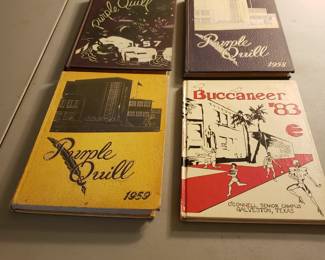 Purple Quill
'57
Purple
Quill
1958
Purple
Quill
1959
Buccaneer
'83
O'CONNELL SENIOR CAMPUS
GALVESTON, TEXAS